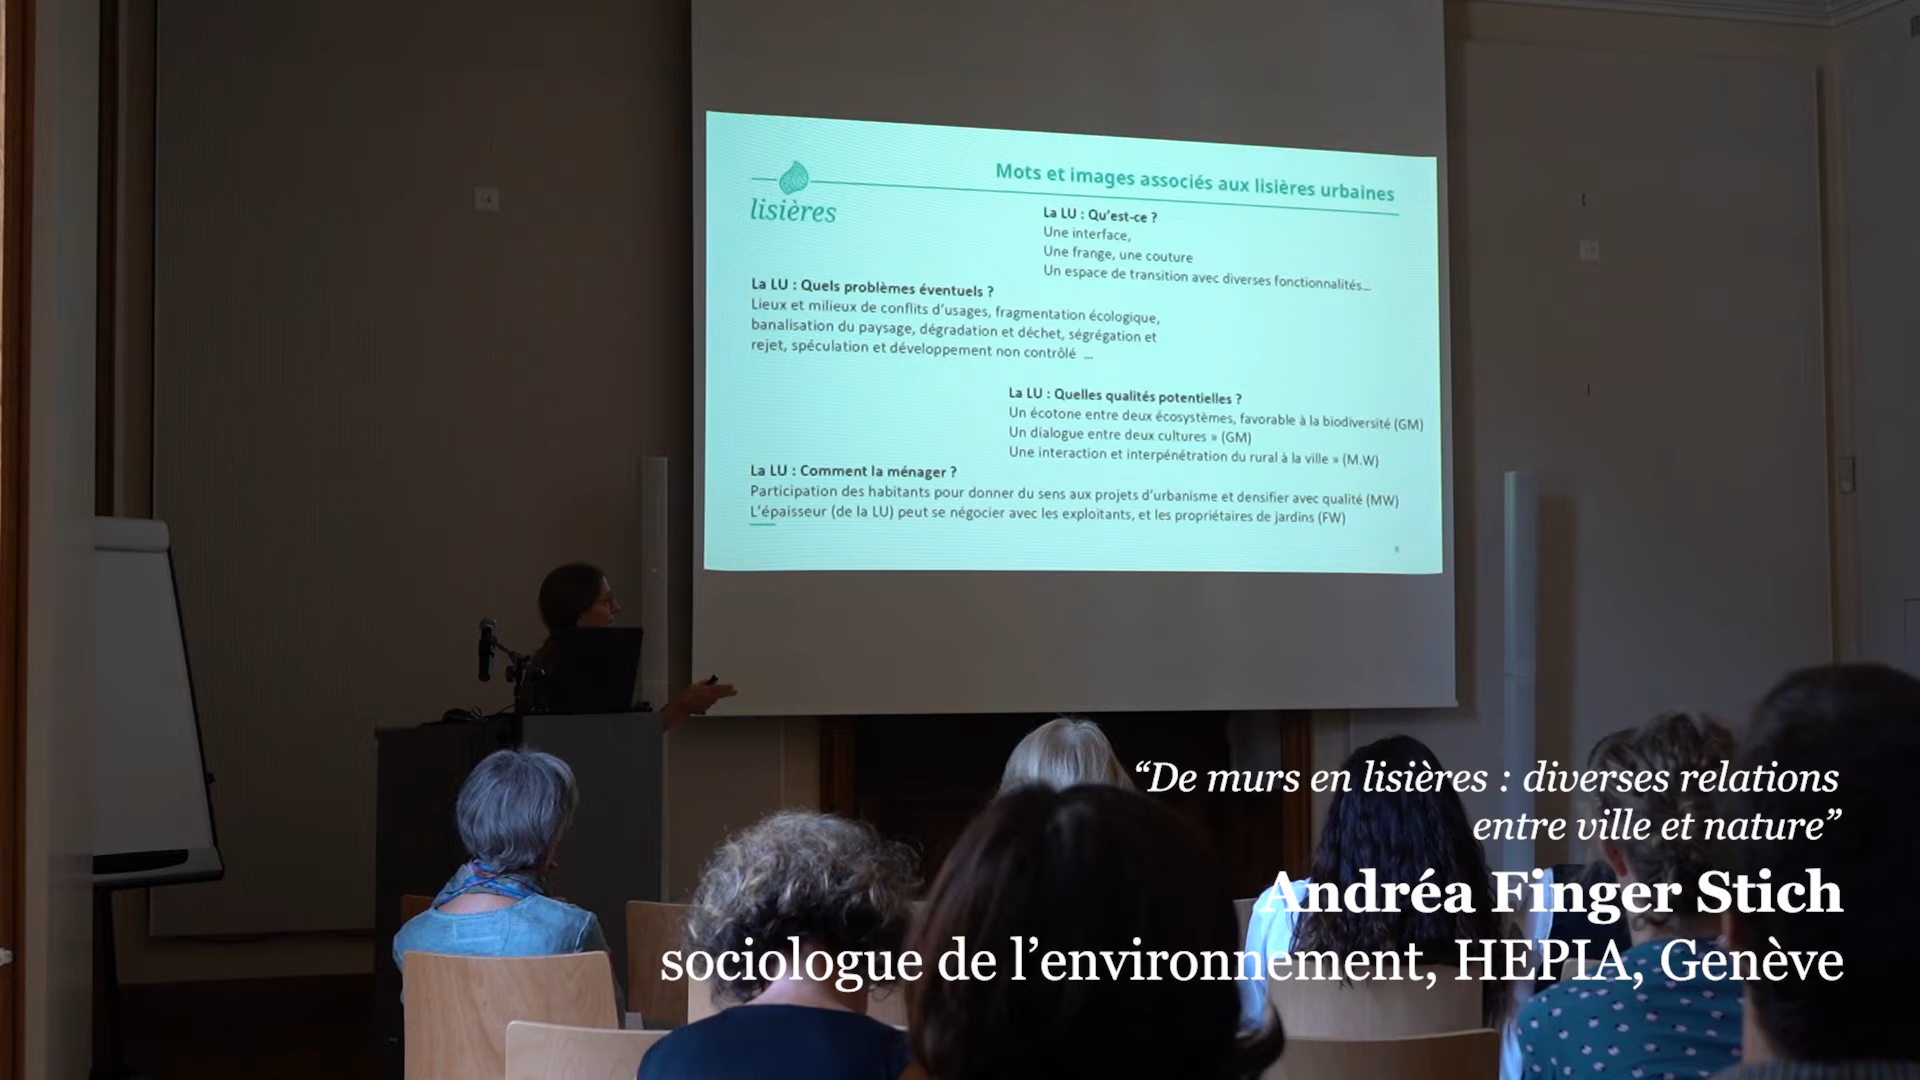 Mots et images associés aux lisières urbaines
lisières
La LU : Qu'est-ce ?
Une interface,
Une frange, une couture
Un espace de transition avec diverses fonctionnalités...
La LU : Quels problèmes éventuels ?
Lieux et milieux de conflits d'usages, fragmentation écologique,
banalisation du paysage, dégradation et déchet, ségrégation et
rejet, spéculation et développement non contrôlé ...
La LU : Quelles qualités potentielles ?
Un écotone entre deux écosystèmes, favorable à la biodiversité (GM)
Un dialogue entre deux cultures » (GM)
Une interaction et interpénétration du rural à la ville » (M.W)
La LU : Comment la ménager ?
Participation des habitants pour donner du sens aux projets d'urbanisme et densifier avec qualité (MW)
L'épaisseur (de la LU) peut se négocier avec les exploitants, et les propriétaires de jardins (FW)
8
“De murs en lisières : diverses relations
entre ville et nature”
Andréa Finger Stich
sociologue de l’environnement, HEPIA, Genève